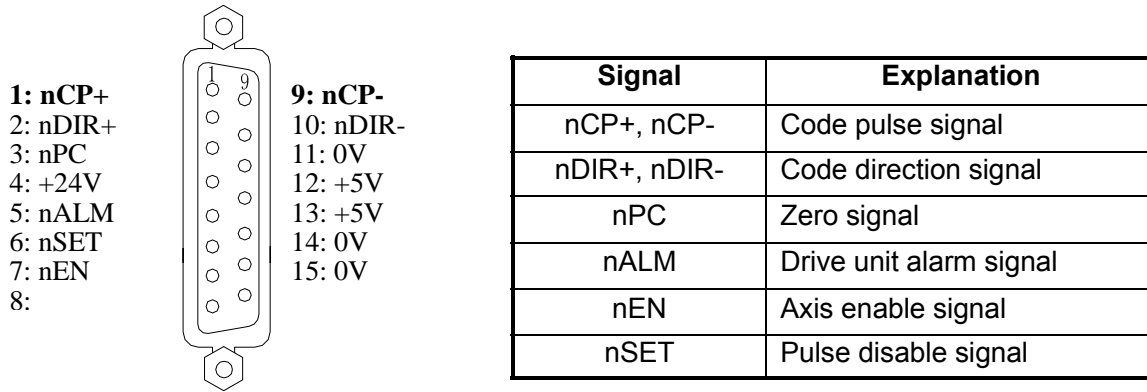 1: nCP+
2: nDIR+
3: nPC
4: +24V
5: nALM
6: nSET
7: nEN
8:
1
9
9: nCP-
10: nDIR-
11: 0V
12: +5V
13: +5V
14: 0V
15: 0V
Signal Explanation
nCP+, nCP- Code pulse signal
nDIR+, nDIR- Code direction signal
nPC Zero signal
nALM Drive unit alarm signal
nEN Axis enable signal
nSET Pulse disable signal